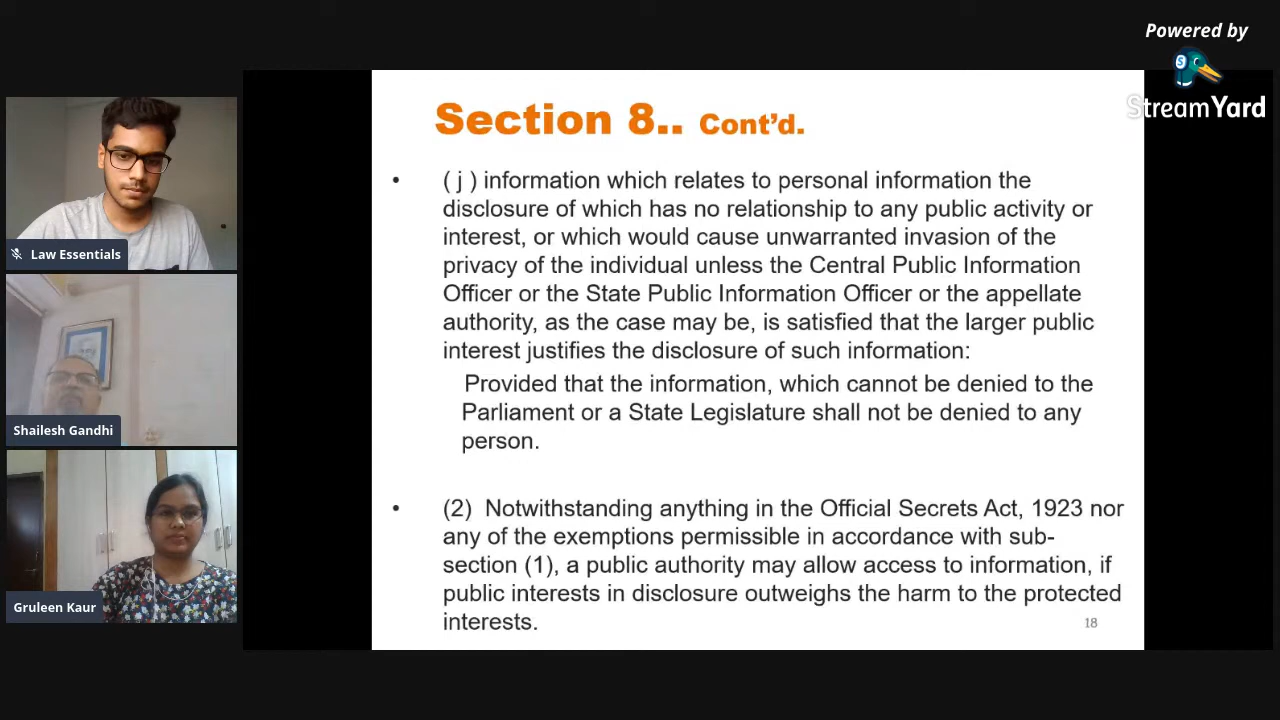 Powered by
StreamYard
Section 8.. Cont'd.
• ( j ) information which relates to personal information the
disclosure of which has no relationship to any public activity or
interest, or which would cause unwarranted invasion of the
privacy of the individual unless the Central Public Information
Officer or the State Public Information Officer or the appellate
authority, as the case may be, is satisfied that the larger public
interest justifies the disclosure of such information:
Provided that the information, which cannot be denied to the
Parliament or a State Legislature shall not be denied to any
person.
• (2) Notwithstanding anything in the Official Secrets Act, 1923 nor
any of the exemptions permissible in accordance with sub-
section (1), a public authority may allow access to information, if
public interests in disclosure outweighs the harm to the protected
interests.
18
Law Essentials
Shailesh Gandhi
Gruleen Kaur